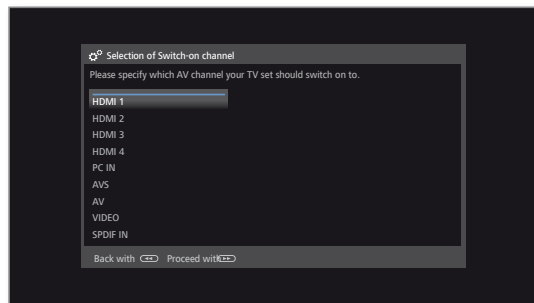 Selection of Switch-on channel
Please specify which AV channel your TV set should switch on to.
HDMI 1
HDMI 2
HDMI 3
HDMI 4
PC IN
AVS
AV
VIDEO
SPDIF IN
Back with Proceed with